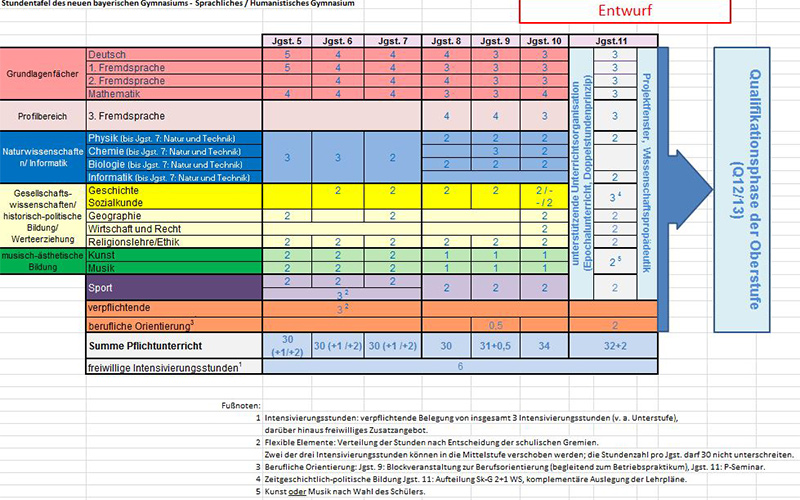 Stundentafel des neuen bayerischen Gymnasiums - Sprachliches / Humanistisches Gymnasium
Entwurf
Jgst. 5 Jgst. 6 Jgst. 7 Jgst. 8 Jgst. 9 Jgst. 10 Jgst.11
Grundlagenfächer
Deutsch 5 4 4 4 3 3 3
1. Fremdsprache 5 4 4 3 3 3 3
2. Fremdsprache 4 4 4 3 3 3
Mathematik 4 4 4 3 4 3 3
Profilbereich
3. Fremdsprache 4 4 3 3
Naturwissenschafte
n/ Informatik
Physik (bis Jgst. 7: Natur und Technik) 2 2 2 2
Chemie (bis Jgst. 7: Natur und Technik) 3 2
Biologie (bis Jgst. 7: Natur und Technik) 2 2 2
Informatik (bis Jgst. 7: Natur und Technik) 2
3 3 2
Gesellschafts-
wissenschaften/
historisch-politische
Bildung/
Werteerziehung
Geschichte 2 2 2 2 2 / -
Sozialkunde - / 2
3 4
Geographie 2 2 2 2
Wirtschaft und Recht 2 2
Religionslehre/Ethik 2 2 2 2 2 2 2
musisch-ästhetische
Bildung
Kunst 2 2 2 1 1 1
Musik 2 2 2 1 1 1
2 5
Sport 2 2 2 2 2 2 2
3 2
verpflichtende 3 2
berufliche Orientierung3 0,5 2
Summe Pflichtunterricht 30 (+1/+2) 30 (+1 /+2) 30 (+1 /+2) 30 31+0,5 34 32+2
freiwillige Intensivierungsstunden1 6
unterstützende Unterrichtsorganisation
(Epochalunterricht, Doppelstundenprinzip)
Projektfenster, Wissenschaftspropädeutik
Qualifikationsphase der Oberstufe
(Q12/13)
Fußnoten:
1 Intensivierungsstunden: verpflichtende Belegung von insgesamt 3 Intensivierungsstunden (v. a. Unterstufe),
darüber hinaus freiwilliges Zusatzangebot.
2 Flexible Elemente: Verteilung der Stunden nach Entscheidung der schulischen Gremien.
Zwei der drei Intensivierungsstunden können in die Mittelstufe verschoben werden; die Stundenzahl pro Jgst. darf 30 nicht unterschreiten.
3 Berufliche Orientierung: Jgst. 9: Blockveranstaltung zur Berufsorientierung (begleitend zum Betriebspraktikum), Jgst. 11: P-Seminar.
4 Zeitgeschichtlich-politische Bildung Jgst. 11: Aufteilung Sk+G 2+1 WS, komplementäre Auslegung der Lehrpläne.
5 Kunst oder Musik nach Wahl des Schülers.